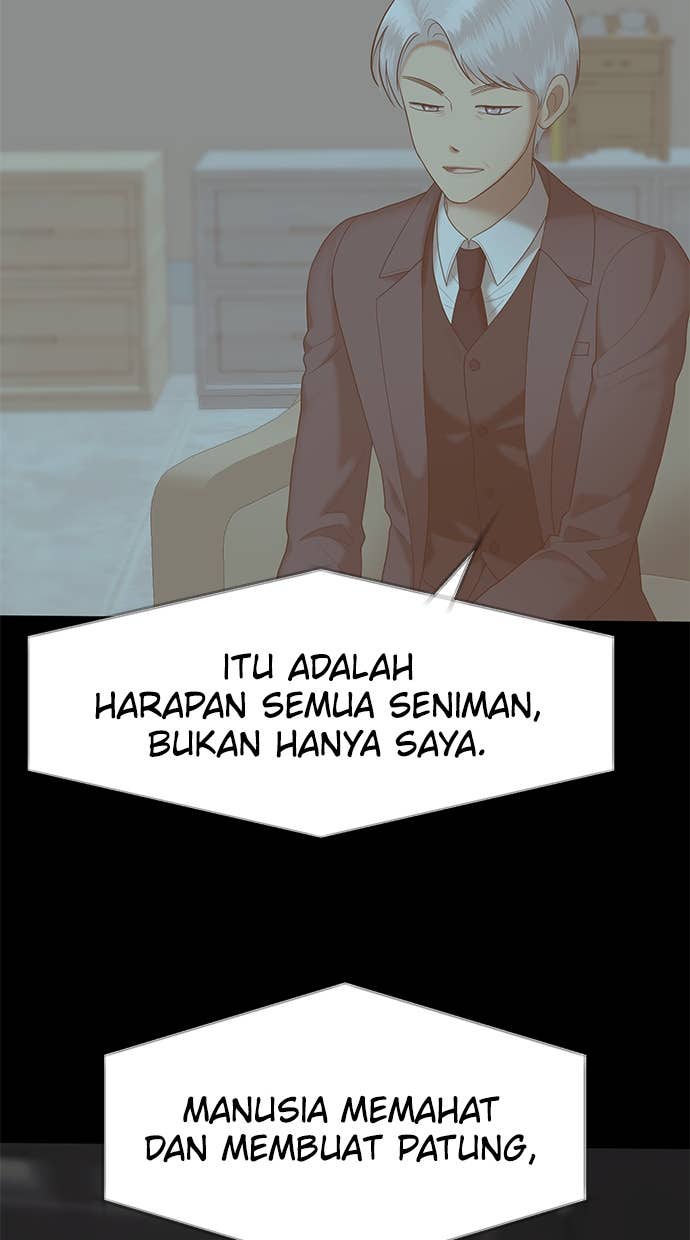 ITU ADALAH
HARAPAN SEMUA SENIMAN,
BUKAN HANYA SAYA.
MANUSIA MEMAHAT
DAN MEMBUAT PATUNG,